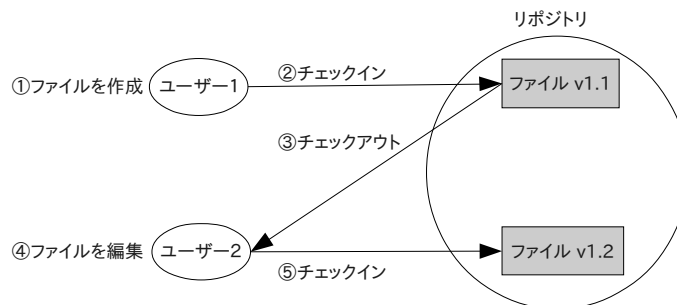 リポジトリ
①ファイルを作成
ユーザー1
②チェックイン
ファイル v1.1
③チェックアウト
④ファイルを編集
ユーザー2
⑤チェックイン
ファイル v1.2